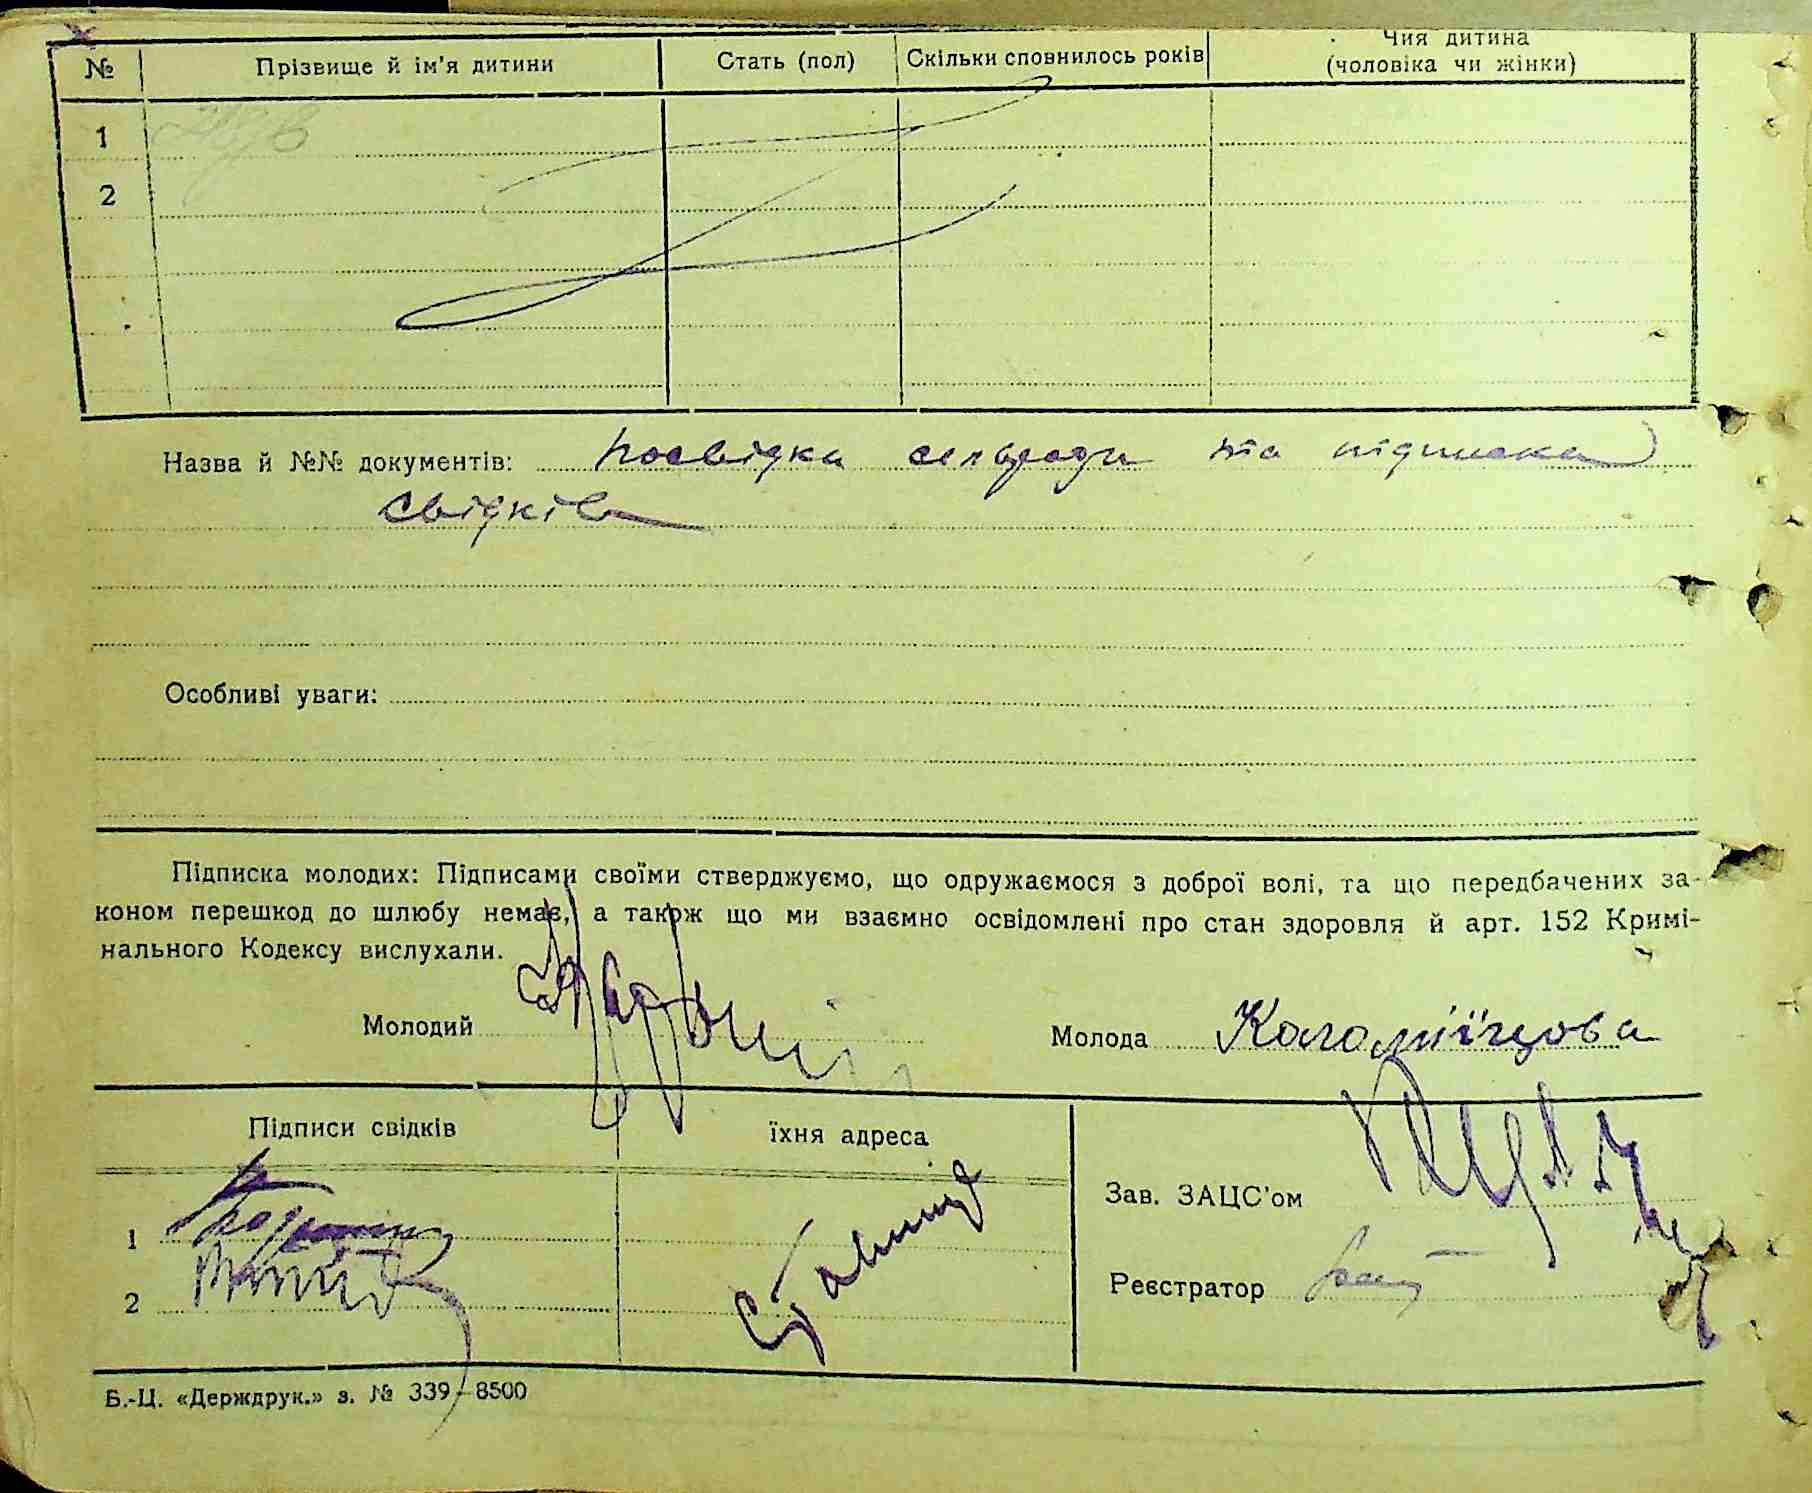 № Прізвище й ім'я дитини Стать (пол) Скільки сповнилось років Чия дитина
(чоловіка чи жінки)
1
2
Назва й №№ документів: Посвідка сельради та підписка
свідків
Особливі уваги:
Підписка молодих: Підписами своїми стверджуємо, що одружаємося з доброї волі, та що передбачених за-
коном перешкод до шлюбу немає, а також що ми взаємно освідомлені про стан здоровля й арт. 152 Кримі-
нального Кодексу вислухали.
Молодий Молода Коломїйцова
Підписи свідків їхня адреса
Зав. ЗАЦС'ом
1
Реєстратор
2
Б.-Ц. «Держдрук.» з. № 339—8500